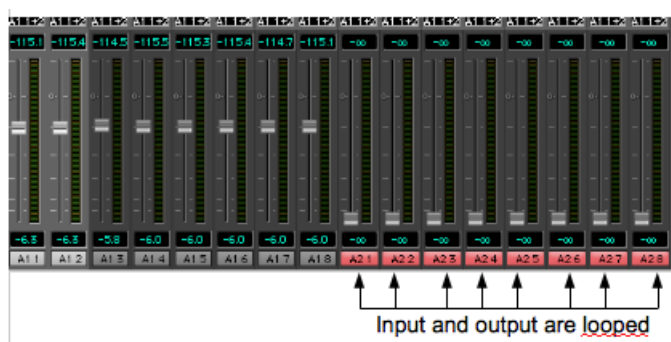 -115.1 -115.4 -114.5 -115.5 -115.3 -115.4 -114.7 -115.1 -∞ -∞ -∞ -∞ -∞ -∞ -∞ -∞
-6.3 -6.3 -5.8 -6.0 -6.0 -6.0 -6.0 -6.0 -∞ -∞ -∞ -∞ -∞ -∞ -∞ -∞
A1 1 A1 2 A1 3 A1 4 A1 5 A1 6 A1 7 A1 8 A2 1 A2 2 A2 3 A2 4 A2 5 A2 6 A2 7 A2 8
Input and output are looped